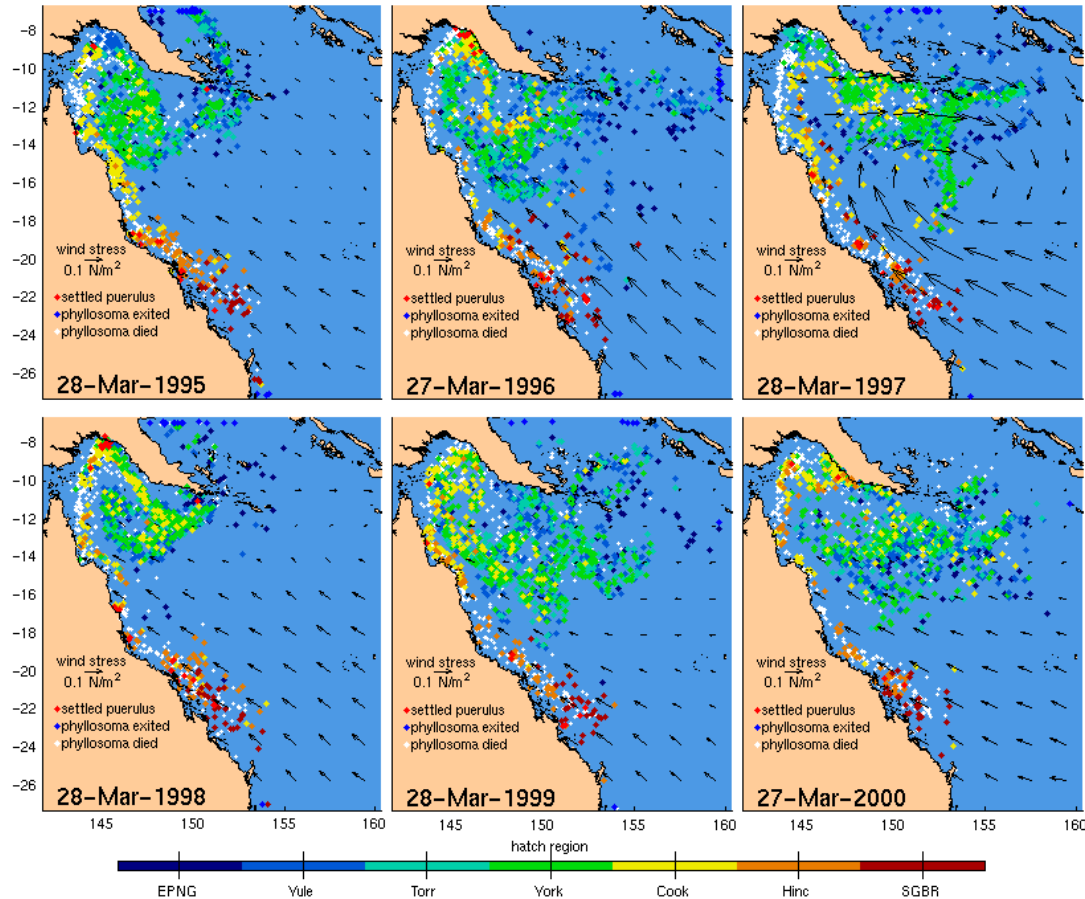 -8
-10
-12
-14
-16
-18
-20
-22
-24
-26
wind stress
0.1 N/m²
settled puerulus
phyllosoma exited
phyllosoma died
28-Mar-1995
wind stress
0.1 N/m²
settled puerulus
phyllosoma exited
phyllosoma died
27-Mar-1996
wind stress
0.1 N/m²
settled puerulus
phyllosoma exited
phyllosoma died
28-Mar-1997
-8
-10
-12
-14
-16
-18
-20
-22
-24
-26
wind stress
0.1 N/m²
settled puerulus
phyllosoma exited
phyllosoma died
28-Mar-1998
wind stress
0.1 N/m²
settled puerulus
phyllosoma exited
phyllosoma died
28-Mar-1999
wind stress
0.1 N/m²
settled puerulus
phyllosoma exited
phyllosoma died
27-Mar-2000
145 150 155 160 145 150 155 160 145 150 155 160
hatch region
EPNG Yule Torr York Cook Hinc SGBR